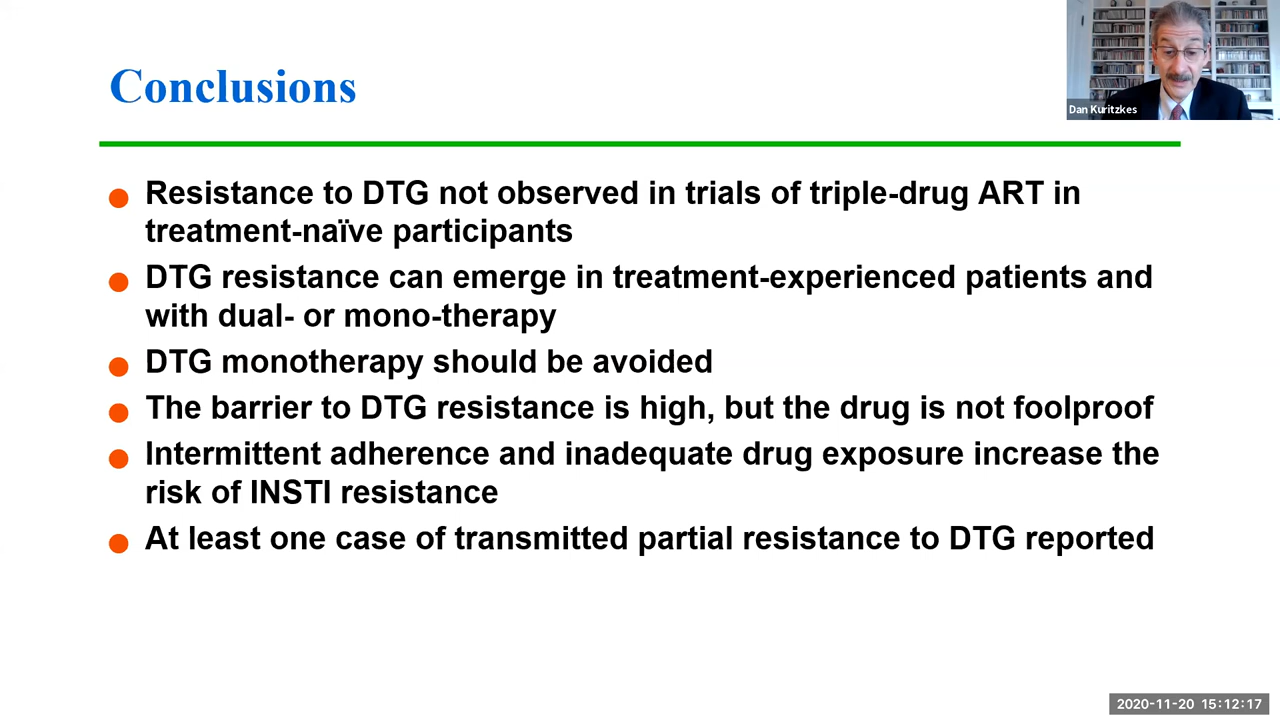 Conclusions
Dan Kuritzkes
Resistance to DTG not observed in trials of triple-drug ART in
treatment-naïve participants
DTG resistance can emerge in treatment-experienced patients and
with dual- or mono-therapy
DTG monotherapy should be avoided
The barrier to DTG resistance is high, but the drug is not foolproof
Intermittent adherence and inadequate drug exposure increase the
risk of INSTI resistance
At least one case of transmitted partial resistance to DTG reported
2020-11-20 15:12:17